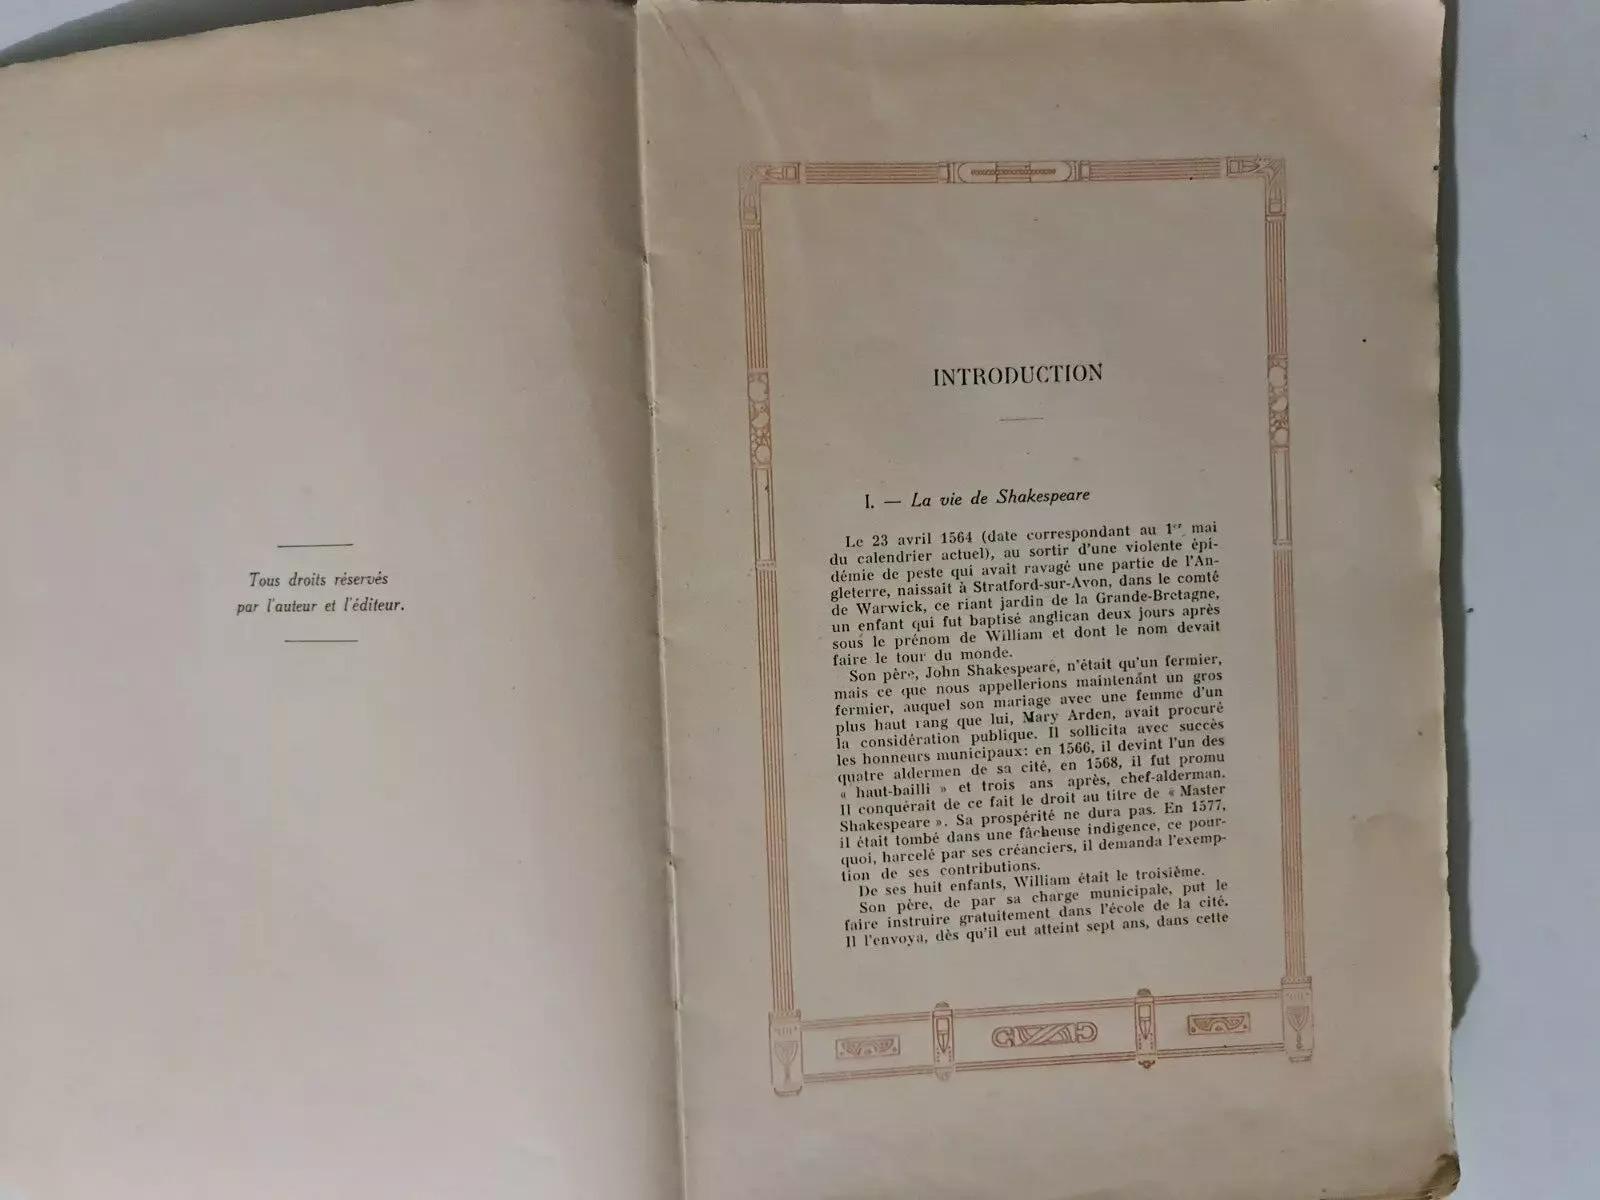 Tous droits réservés
par l'auteur et l'éditeur.
INTRODUCTION
I. — La vie de Shakespeare
Le 23 avril 1564 (date correspondant au 1er mai
du calendrier actuel), au sortir d'une violente épi-
démie de peste qui avait ravagé une partie de l'An-
gleterre, naissait à Stratford-sur-Avon, dans le comté
de Warwick, ce riant jardin de la Grande-Bretagne,
un enfant qui fut baptisé anglican deux jours après
sous le prénom de William et dont le nom devait
faire le tour du monde.
Son père, John Shakespeare, n'était qu'un fermier,
mais ce que nous appellerions maintenant un gros
fermier, auquel son mariage avec une femme d'un
plus haut rang que lui, Mary Arden, avait procuré
la considération publique. Il sollicita avec succès
les honneurs municipaux: en 1566, il devint l'un des
quatre aldermen de sa cité, en 1568, il fut promu
« haut-bailli » et trois ans après, chef-alderman.
Il conquérait de ce fait le droit au titre de « Master
Shakespeare ». Sa prospérité ne dura pas. En 1577,
il était tombé dans une fâcheuse indigence, ce pour-
quoi, harcelé par ses créanciers, il demanda l'exemp-
tion de ses contributions.
De ses huit enfants, William était le troisième.
Son père, de par sa charge municipale, put le
faire instruire gratuitement dans l'école de la cité.
Il l'envoya, dès qu'il eut atteint sept ans, dans cette